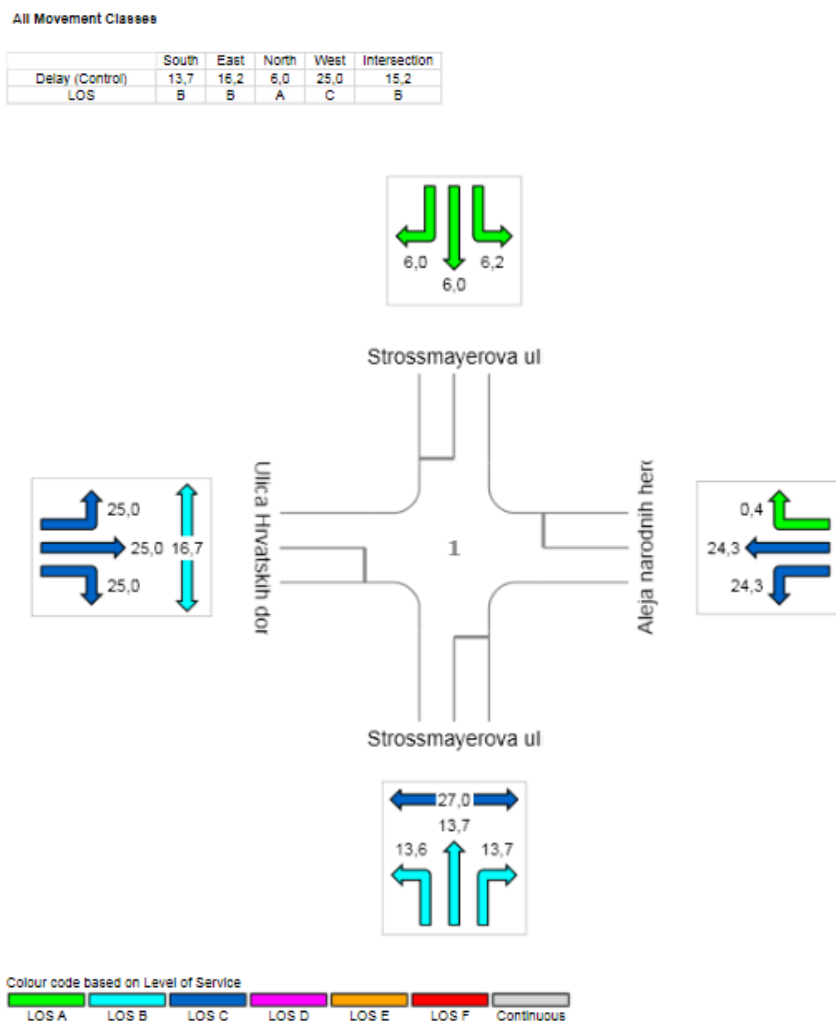 All Movement Classes
South East North West Intersection
Delay (Control) 13,7 16,2 6,0 25,0 15,2
LOS B B A C B
6,0 6,2
6,0
Strossmayerova ul
Ulica Hrvatskih dor
Aleja narodnih herc
25,0
25,0 16,7
25,0
1
0,4
24,3
24,3
Strossmayerova ul
27,0
13,7
13,6 13,7
Colour code based on Level of Service
LOS A LOS B LOS C LOS D LOS E LOS F Continuous